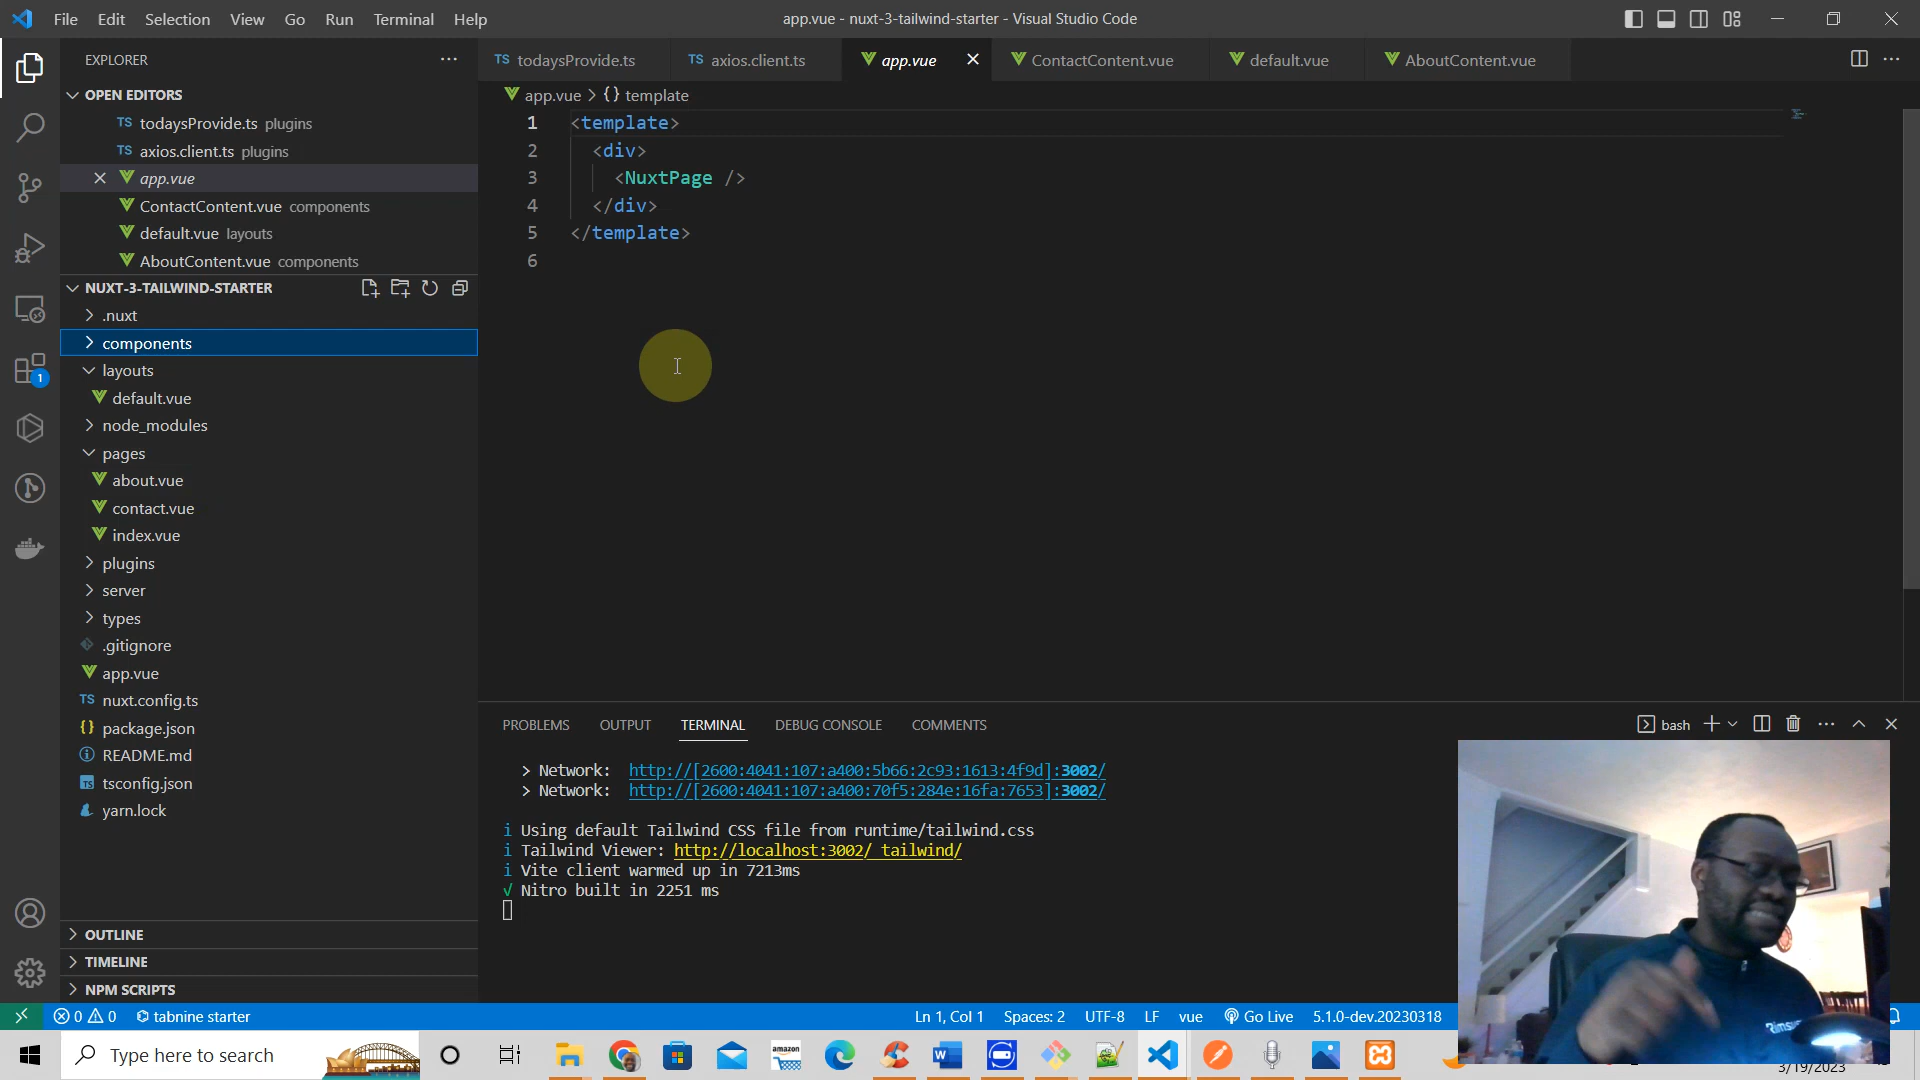 File Edit Selection View Go Run Terminal Help
app.vue - nuxt-3-tailwind-starter - Visual Studio Code
EXPLORER
OPEN EDITORS
TS todaysProvide.ts plugins
TS axios.client.ts plugins
app.vue
ContactContent.vue components
default.vue layouts
AboutContent.vue components
NUXT-3-TAILWIND-STARTER
.nuxt
components
layouts
default.vue
node_modules
pages
about.vue
contact.vue
index.vue
plugins
server
types
.gitignore
app.vue
TS nuxt.config.ts
{} package.json
README.md
TS tsconfig.json
yarn.lock
OUTLINE
TIMELINE
NPM SCRIPTS
1
TS todaysProvide.ts
TS axios.client.ts
app.vue
ContactContent.vue
default.vue
AboutContent.vue
app.vue > {} template
1 <template>
2 <div>
3 <NuxtPage />
4 </div>
5 </template>
6
PROBLEMS OUTPUT TERMINAL DEBUG CONSOLE COMMENTS
bash
> Network: http://[2600:4041:107:a400:5b66:2c93:1613:4f9d]:3002/
> Network: http://[2600:4041:107:a400:70f5:284e:16fa:7653]:3002/
i Using default Tailwind CSS file from runtime/tailwind.css
i Tailwind Viewer: http://localhost:3002/_tailwind/
i Vite client warmed up in 7213ms
√ Nitro built in 2251 ms
0 0 tabnine starter
Ln 1, Col 1 Spaces: 2 UTF-8 LF vue Go Live 5.1.0-dev.20230318
Type here to search
amazon
3/19/2023